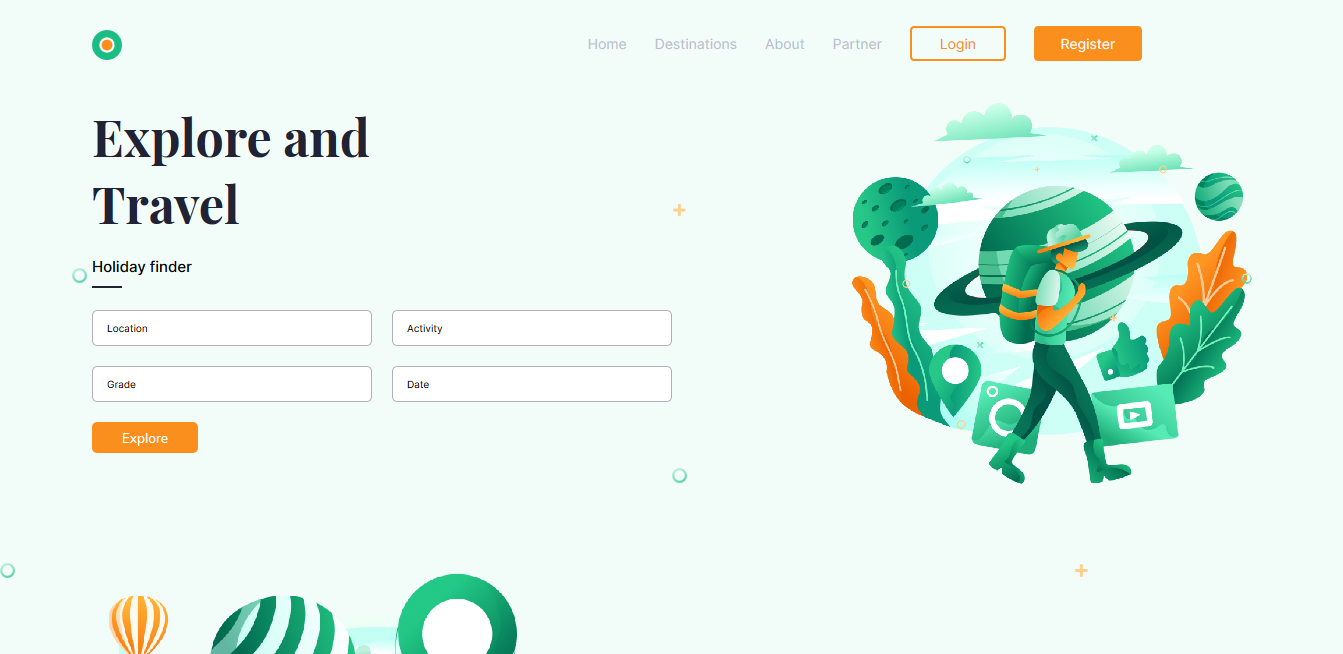 Home Destinations About Partner Login Register
Explore and
Travel
Holiday finder
Location Activity
Grade Date
Explore